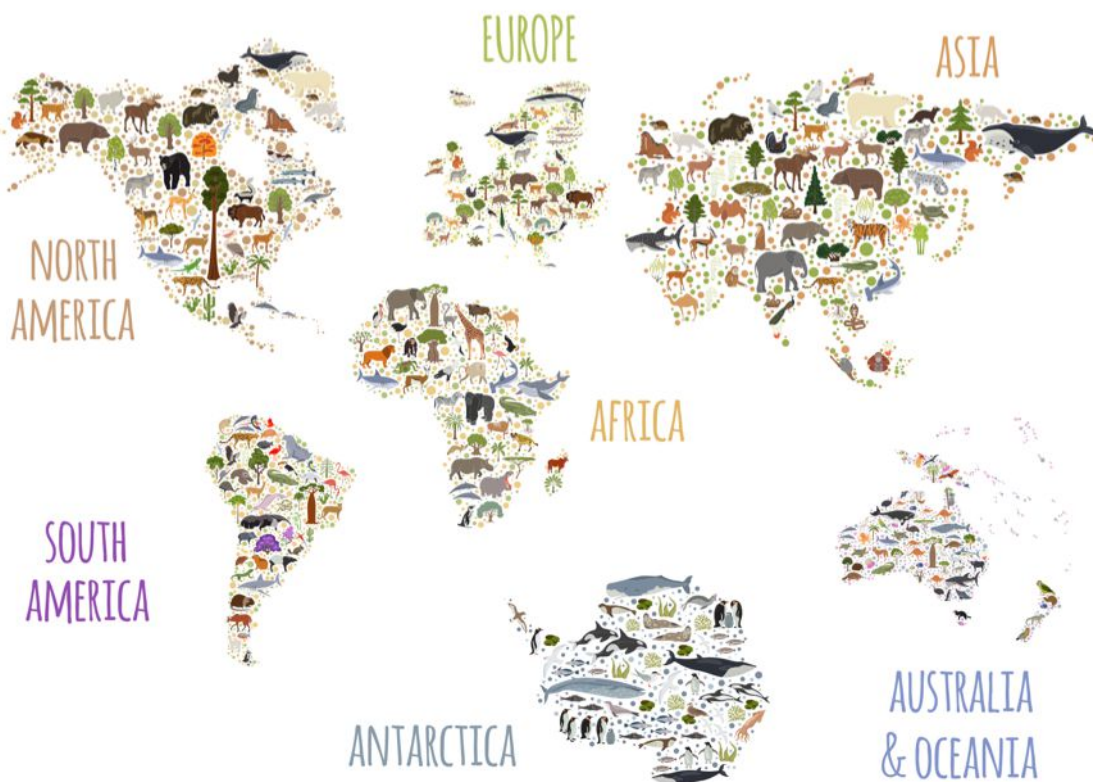 EUROPE
ASIA
NORTH
AMERICA
AFRICA
SOUTH
AMERICA
ANTARCTICA
AUSTRALIA
& OCEANIA